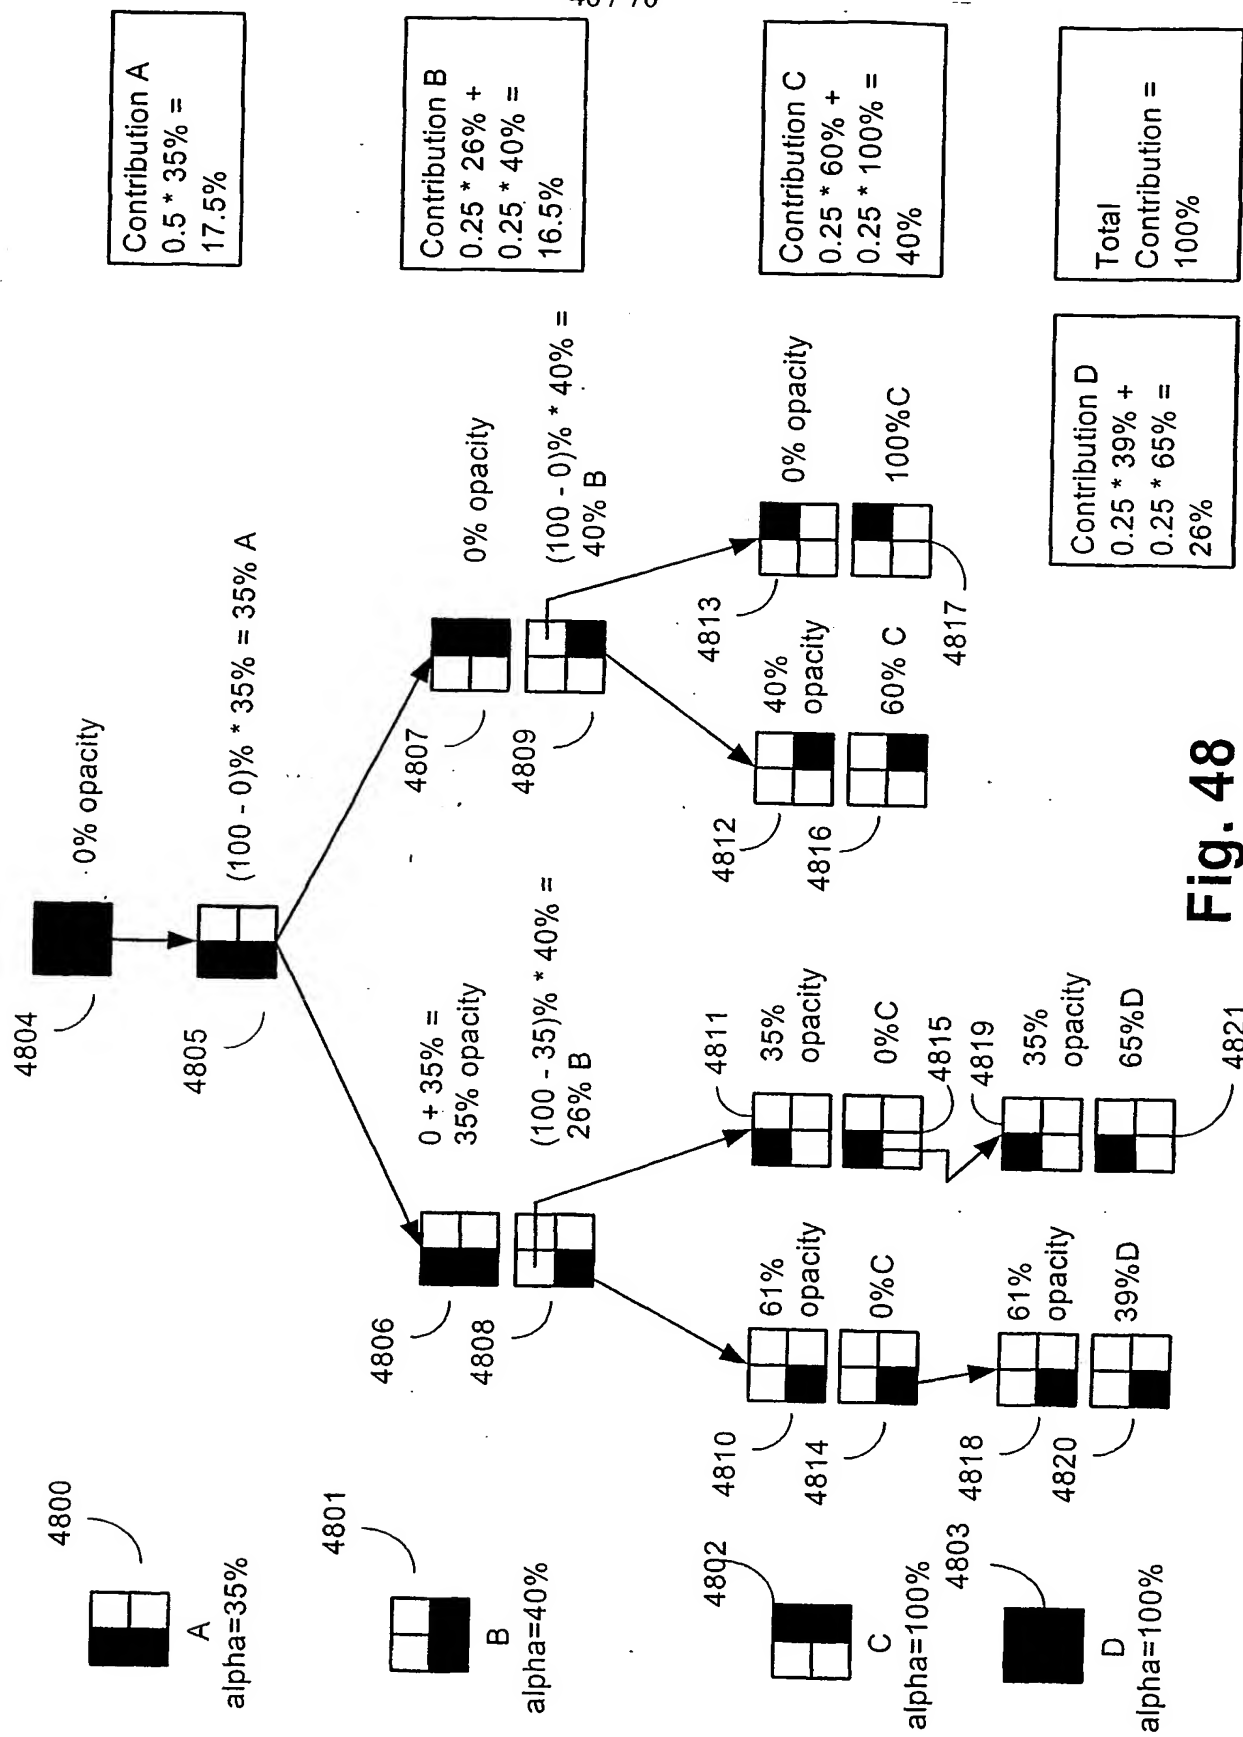 4800
A
alpha=35%
4804
0% opacity
4805
(100 - 0)% * 35% = 35% A
Contribution A
0.5 * 35% =
17.5%
4801
B
alpha=40%
4806
0 + 35% =
35% opacity
4808
(100 - 35)% * 40% =
26% B
4807
0% opacity
4809
(100 - 0)% * 40% =
40% B
Contribution B
0.25 * 26% +
0.25 * 40% =
16.5%
4802
C
alpha=100%
4810
61%
opacity
4814
0%C
4811
35%
opacity
0%C
4815
4812
40%
opacity
4816
60% C
4813
0% opacity
100%C
4817
Contribution C
0.25 * 60% +
0.25 * 100% =
40%
4803
D
alpha=100%
4818
61%
opacity
4820
39%D
4819
35%
opacity
65%D
4821
Contribution D
0.25 * 39% +
0.25 * 65% =
26%
Total
Contribution =
100%
Fig. 48